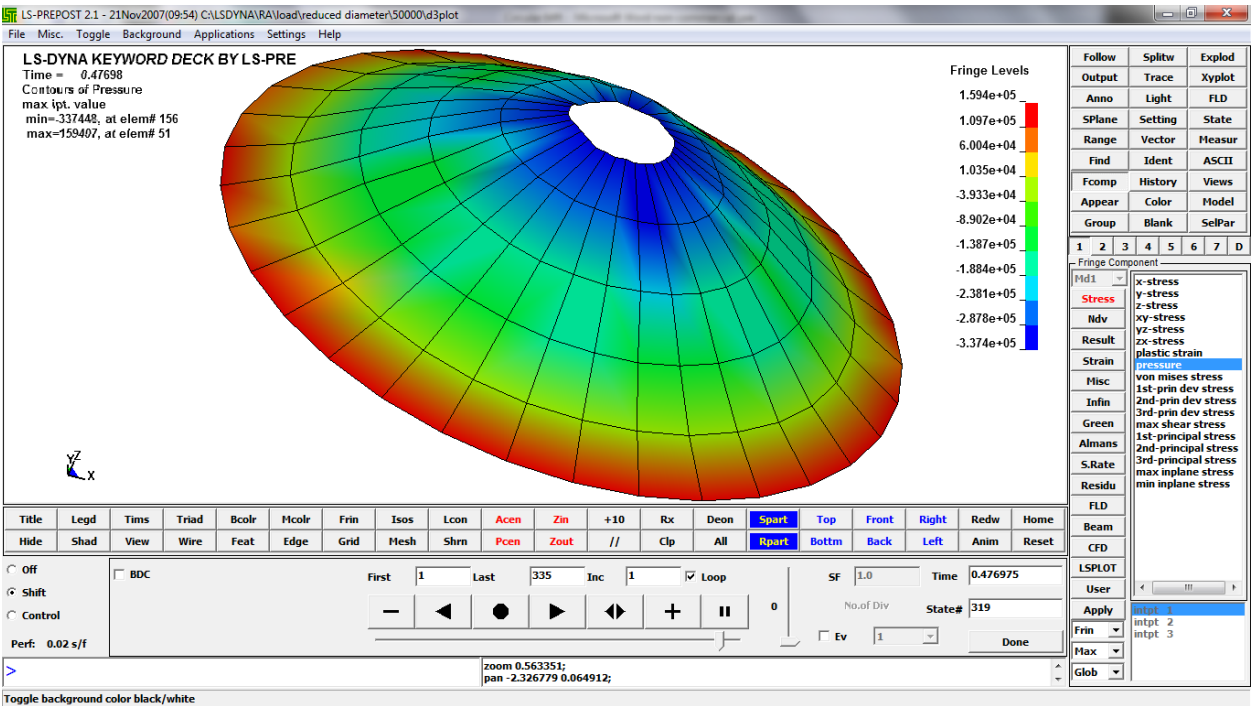 LS-PREPOST 2.1 - 21Nov2007(09:54) C:\LSDYNA\RA\load\reduced diameter\50000\d3plot
File Misc. Toggle Background Applications Settings Help
LS-DYNA KEYWORD DECK BY LS-PRE
Time = 0.47698
Contours of Pressure
max ipt. value
min=-337448, at elem# 156
max=159407, at elem# 51
Fringe Levels
1.594e+05
1.097e+05
6.004e+04
1.035e+04
-3.933e+04
-8.902e+04
-1.387e+05
-1.884e+05
-2.381e+05
-2.878e+05
-3.374e+05
YZ
X
Follow Splitw Explod
Output Trace Xyplot
Anno Light FLD
SPlane Setting State
Range Vector Measur
Find Ident ASCII
Fcomp History Views
Appear Color Model
Group Blank SelPar
1 2 3 4 5 6 7 D
Fringe Component
Md1
Stress
Ndv
Result
Strain
Misc
Infin
Green
Almans
S.Rate
Residu
FLD
Beam
CFD
LSPLOT
User
Apply
Frin
Max
Glob
x-stress
y-stress
z-stress
xy-stress
yz-stress
zx-stress
plastic strain
pressure
von mises stress
1st-prin dev stress
2nd-prin dev stress
3rd-prin dev stress
max shear stress
1st-principal stress
2nd-principal stress
3rd-principal stress
max inplane stress
min inplane stress
intpt 1
intpt 2
intpt 3
Title Legd Tims Triad Bcolr Mcolr Frin Isos Lcon Acen Zin +10 Rx Deon Spart Top Front Right Redw Home
Hide Shad View Wire Feat Edge Grid Mesh Shrn Pcen Zout // Clp All Rpart Bottm Back Left Anim Reset
Off
Shift
Control
Perf: 0.02 s/f
BDC
First 1 Last 335 Inc 1 Loop
0
SF 1.0 Time 0.476975
No.of Div State# 319
Ev 1 Done
>
zoom 0.563351;
pan -2.326779 0.064912;
Toggle background color black/white